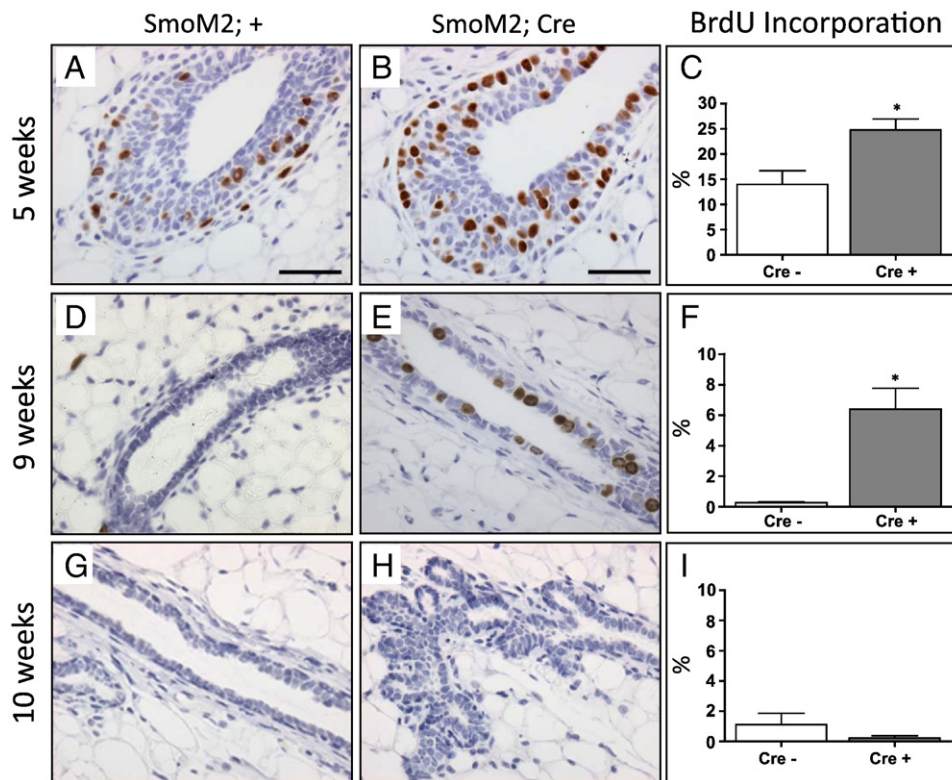 SmoM2; +
SmoM2; Cre
BrdU Incorporation
5 weeks
A
B
C
%
30
25
20
15
10
5
0
*
Cre -
Cre +
9 weeks
D
E
F
%
10
8
6
4
2
0
*
Cre -
Cre +
10 weeks
G
H
I
%
10
8
6
4
2
0
Cre -
Cre +